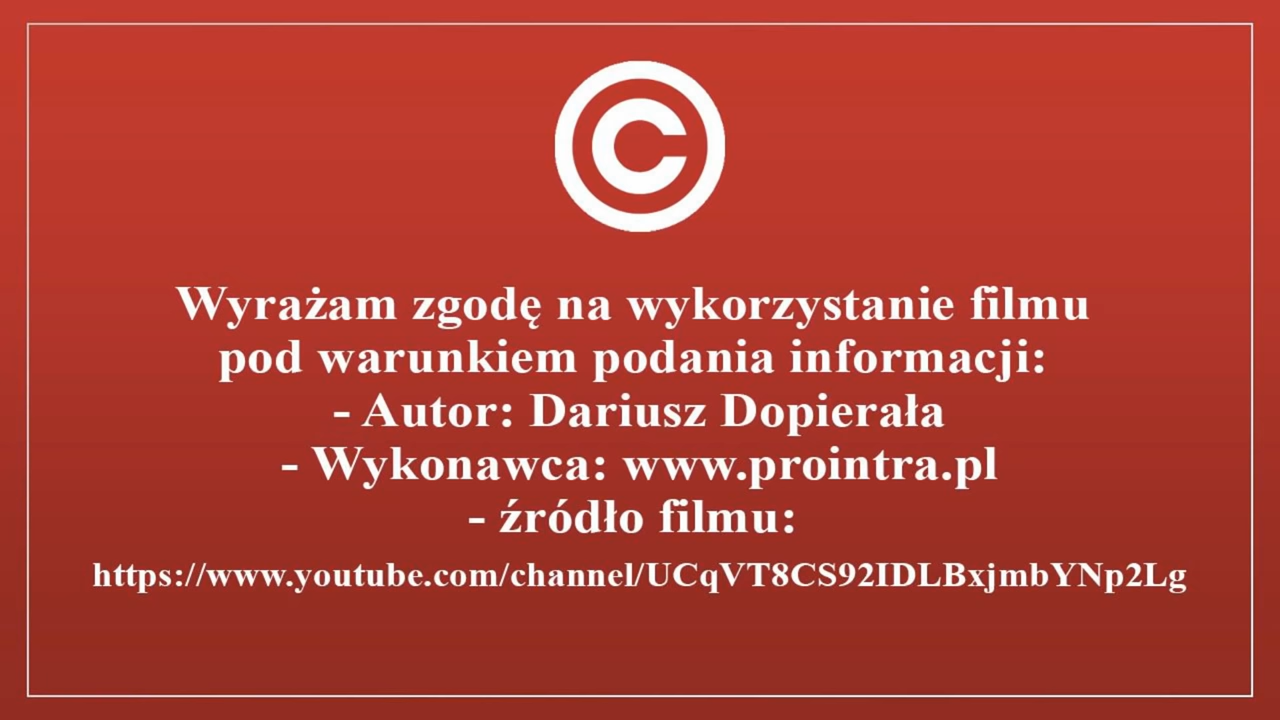 Wyrażam zgodę na wykorzystanie filmu
pod warunkiem podania informacji:
- Autor: Dariusz Dopierała
- Wykonawca: www.prointra.pl
- źródło filmu:
https://www.youtube.com/channel/UCqVT8CS92IDLBxjmbYNp2Lg